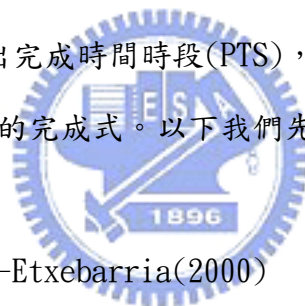 出完成時間時段(PTS)，
E S
的完成式。以下我們先
1896
-Etxebarria(2000)